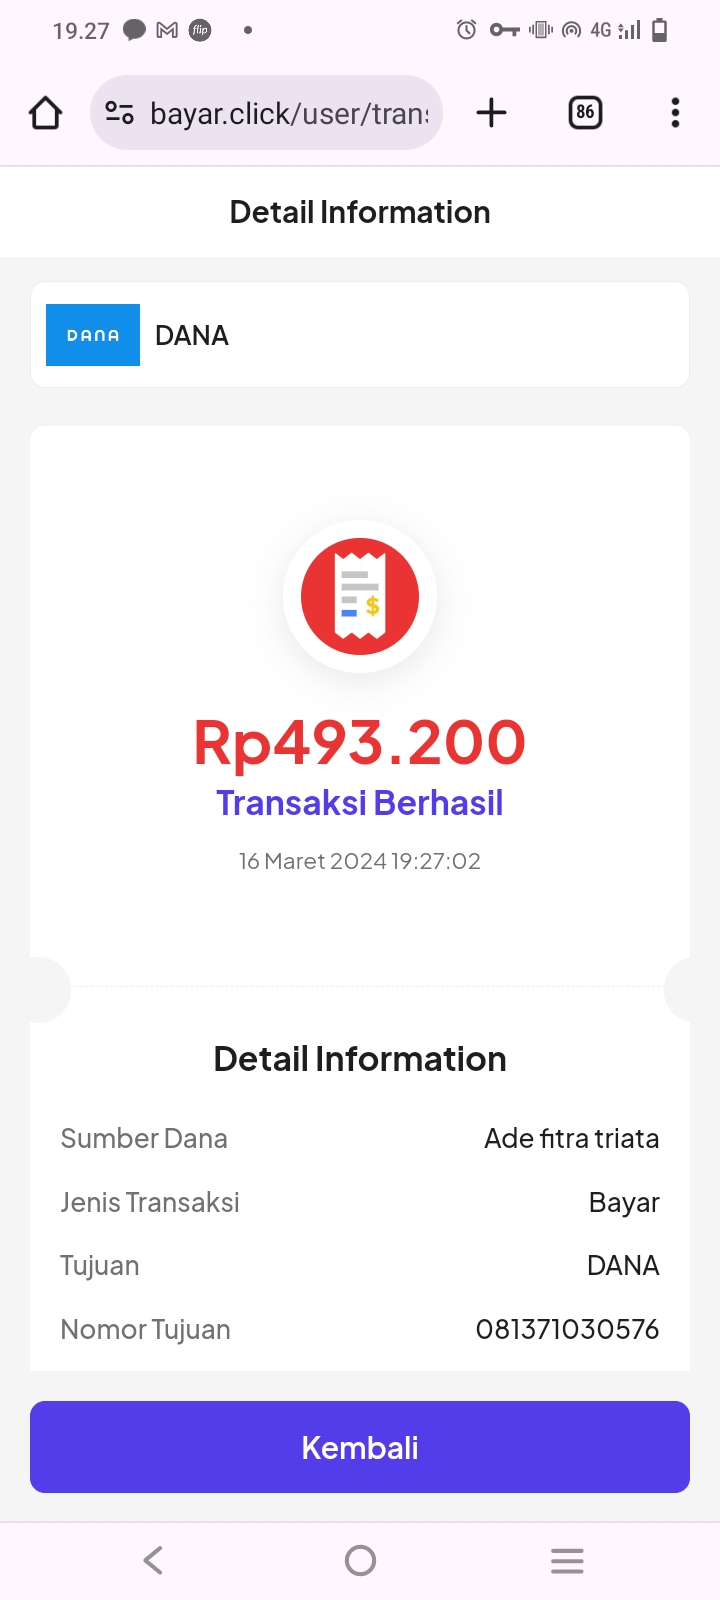 19.27 flip 4G
bayar.click/user/trans
86
Detail Information
DANA DANA
$
Rp493.200
Transaksi Berhasil
16 Maret 2024 19:27:02
Detail Information
Sumber Dana Ade fitra triata
Jenis Transaksi Bayar
Tujuan DANA
Nomor Tujuan 081371030576
Kembali